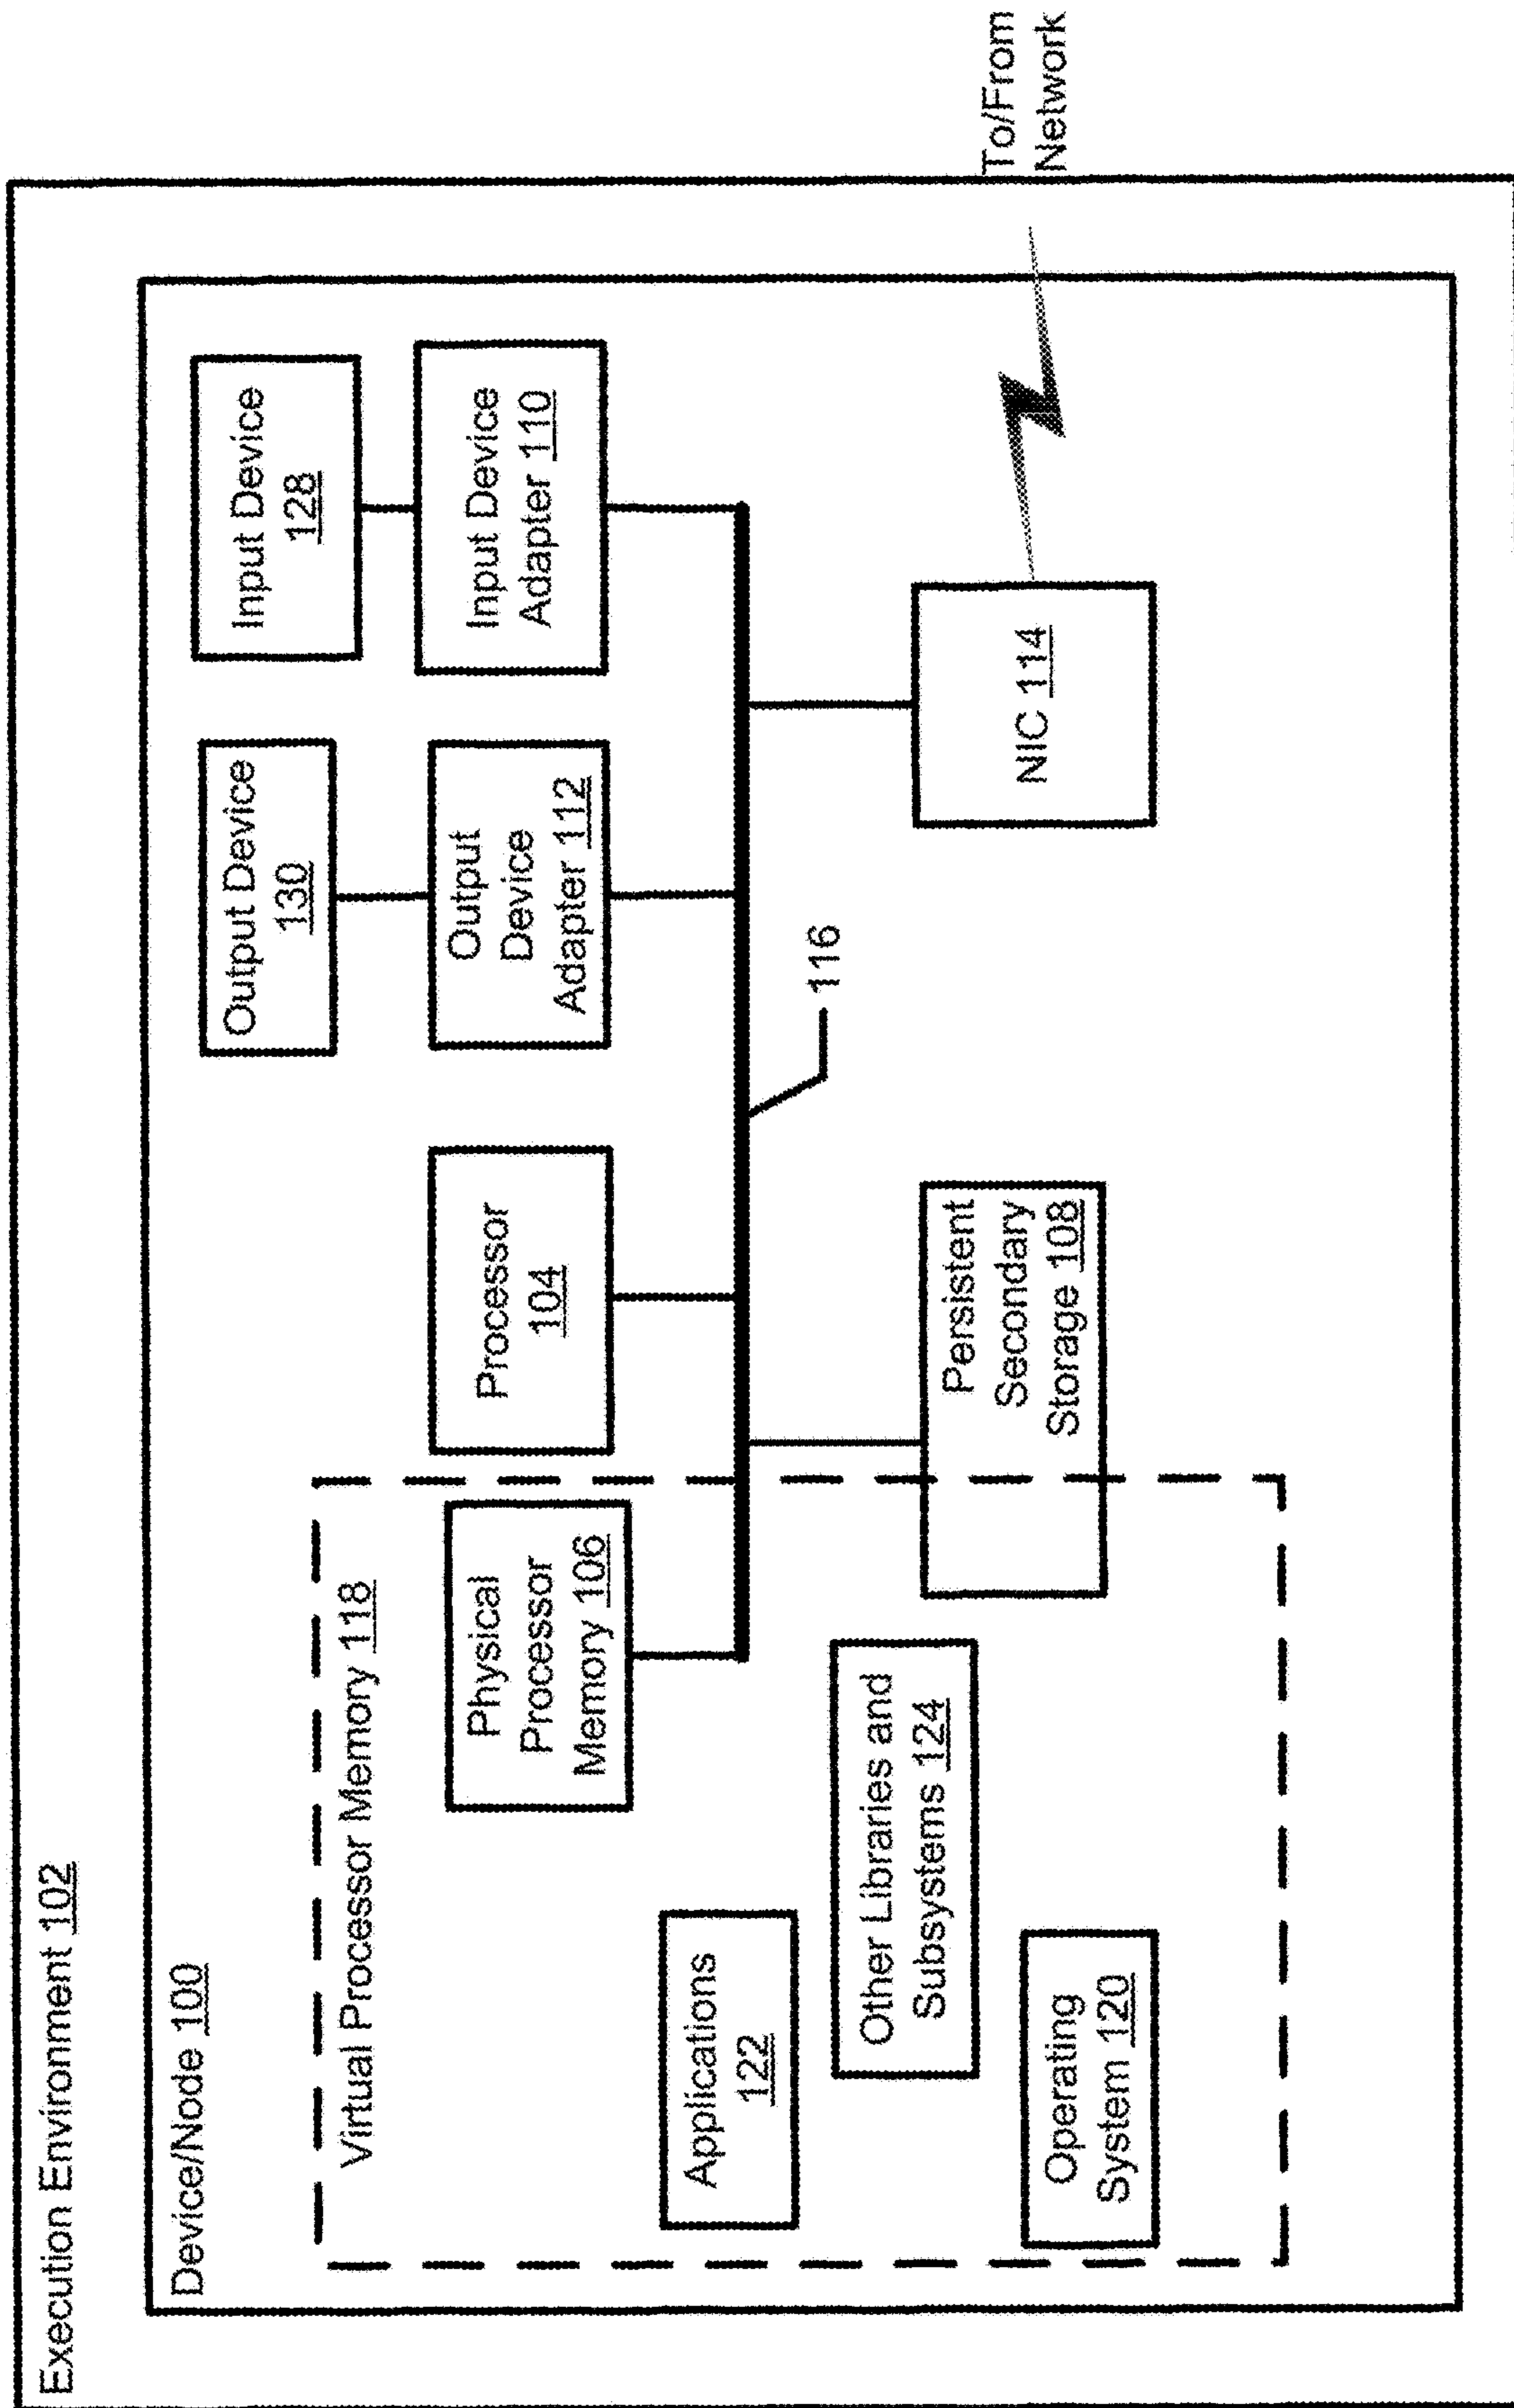 Execution Environment 102
Device/Node 100
Virtual Processor Memory 118
Physical
Processor
Memory 106
Processor
104
Output Device
130
Output
Device
Adapter 112
Input Device
128
Input Device
Adapter 110
Applications
122
Other Libraries and
Subsystems 124
Operating
System 120
Persistent
Secondary
Storage 108
116
NIC 114
To/From
Network